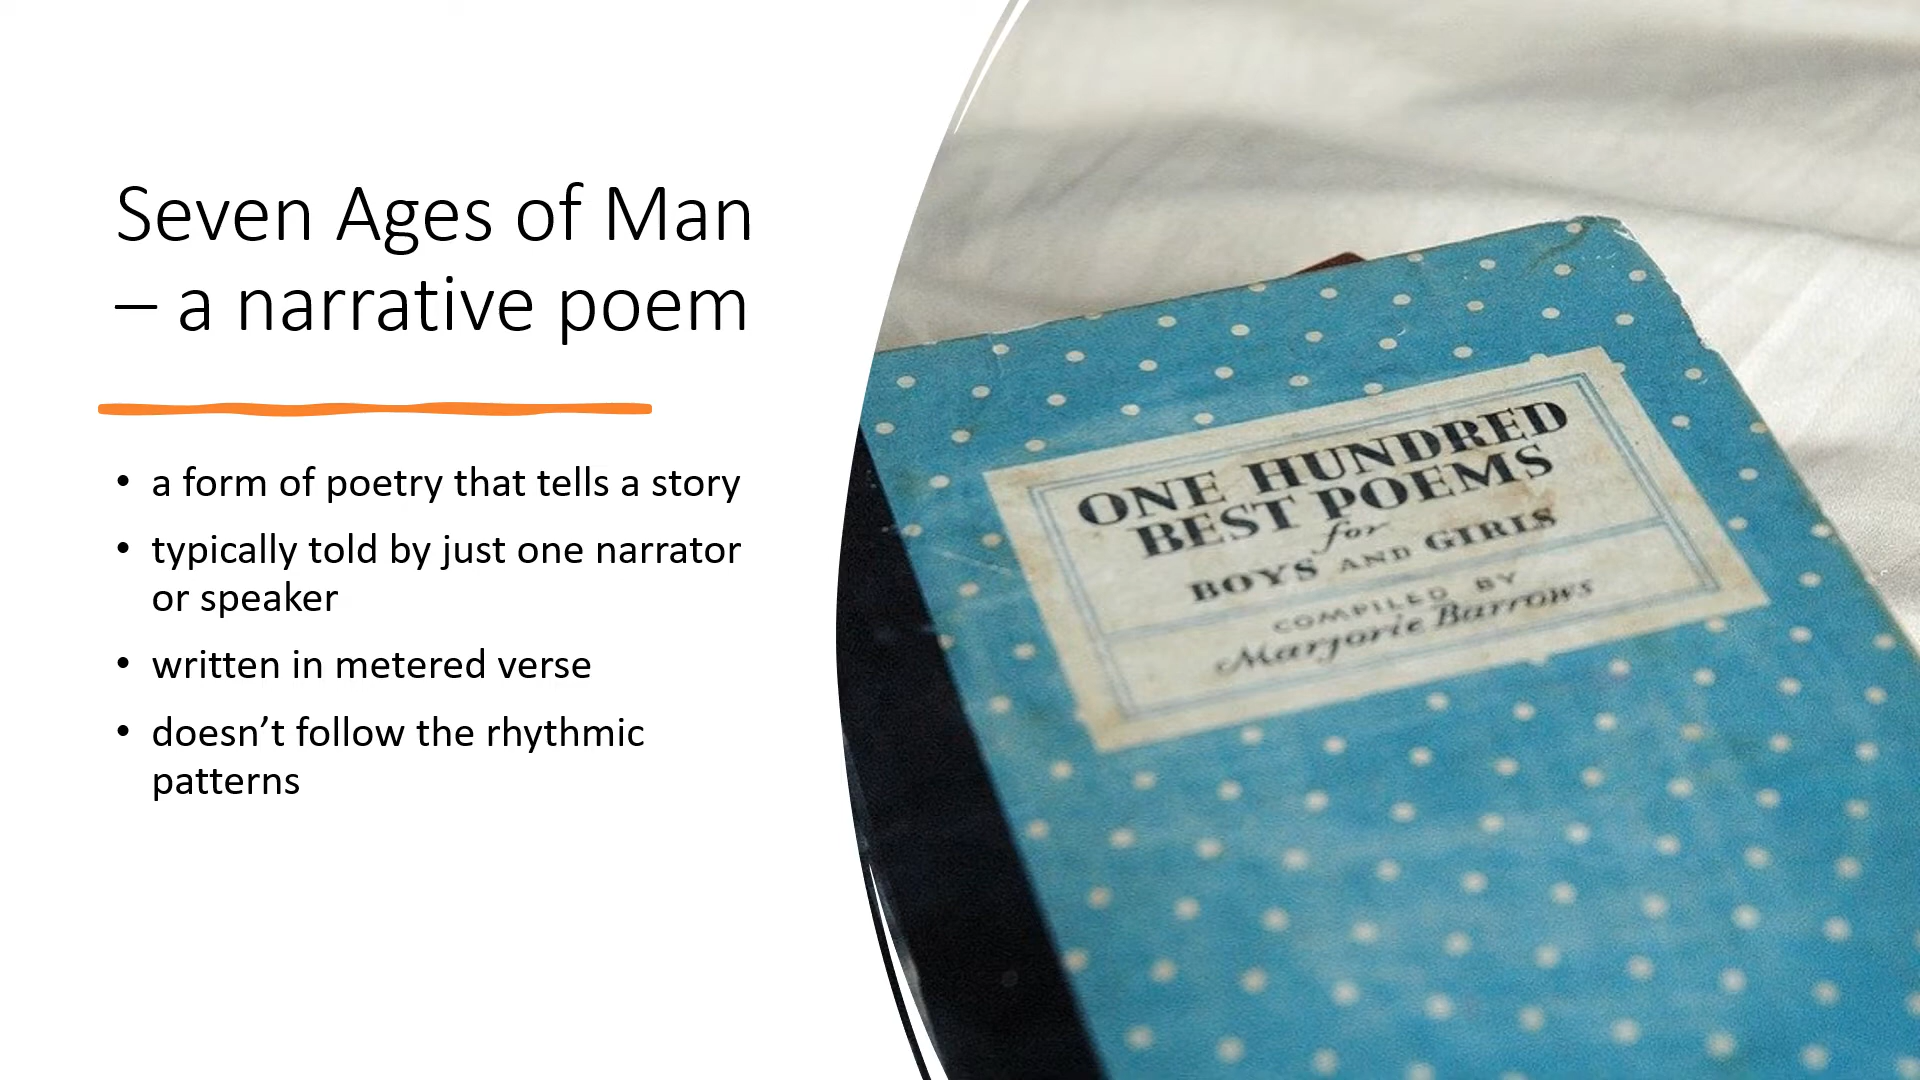 Seven Ages of Man
– a narrative poem
• a form of poetry that tells a story
• typically told by just one narrator
or speaker
• written in metered verse
• doesn’t follow the rhythmic
patterns
ONE HUNDRED
BEST POEMS
for
BOYS AND GIRLS
COMPILED BY
Marjorie Barrows